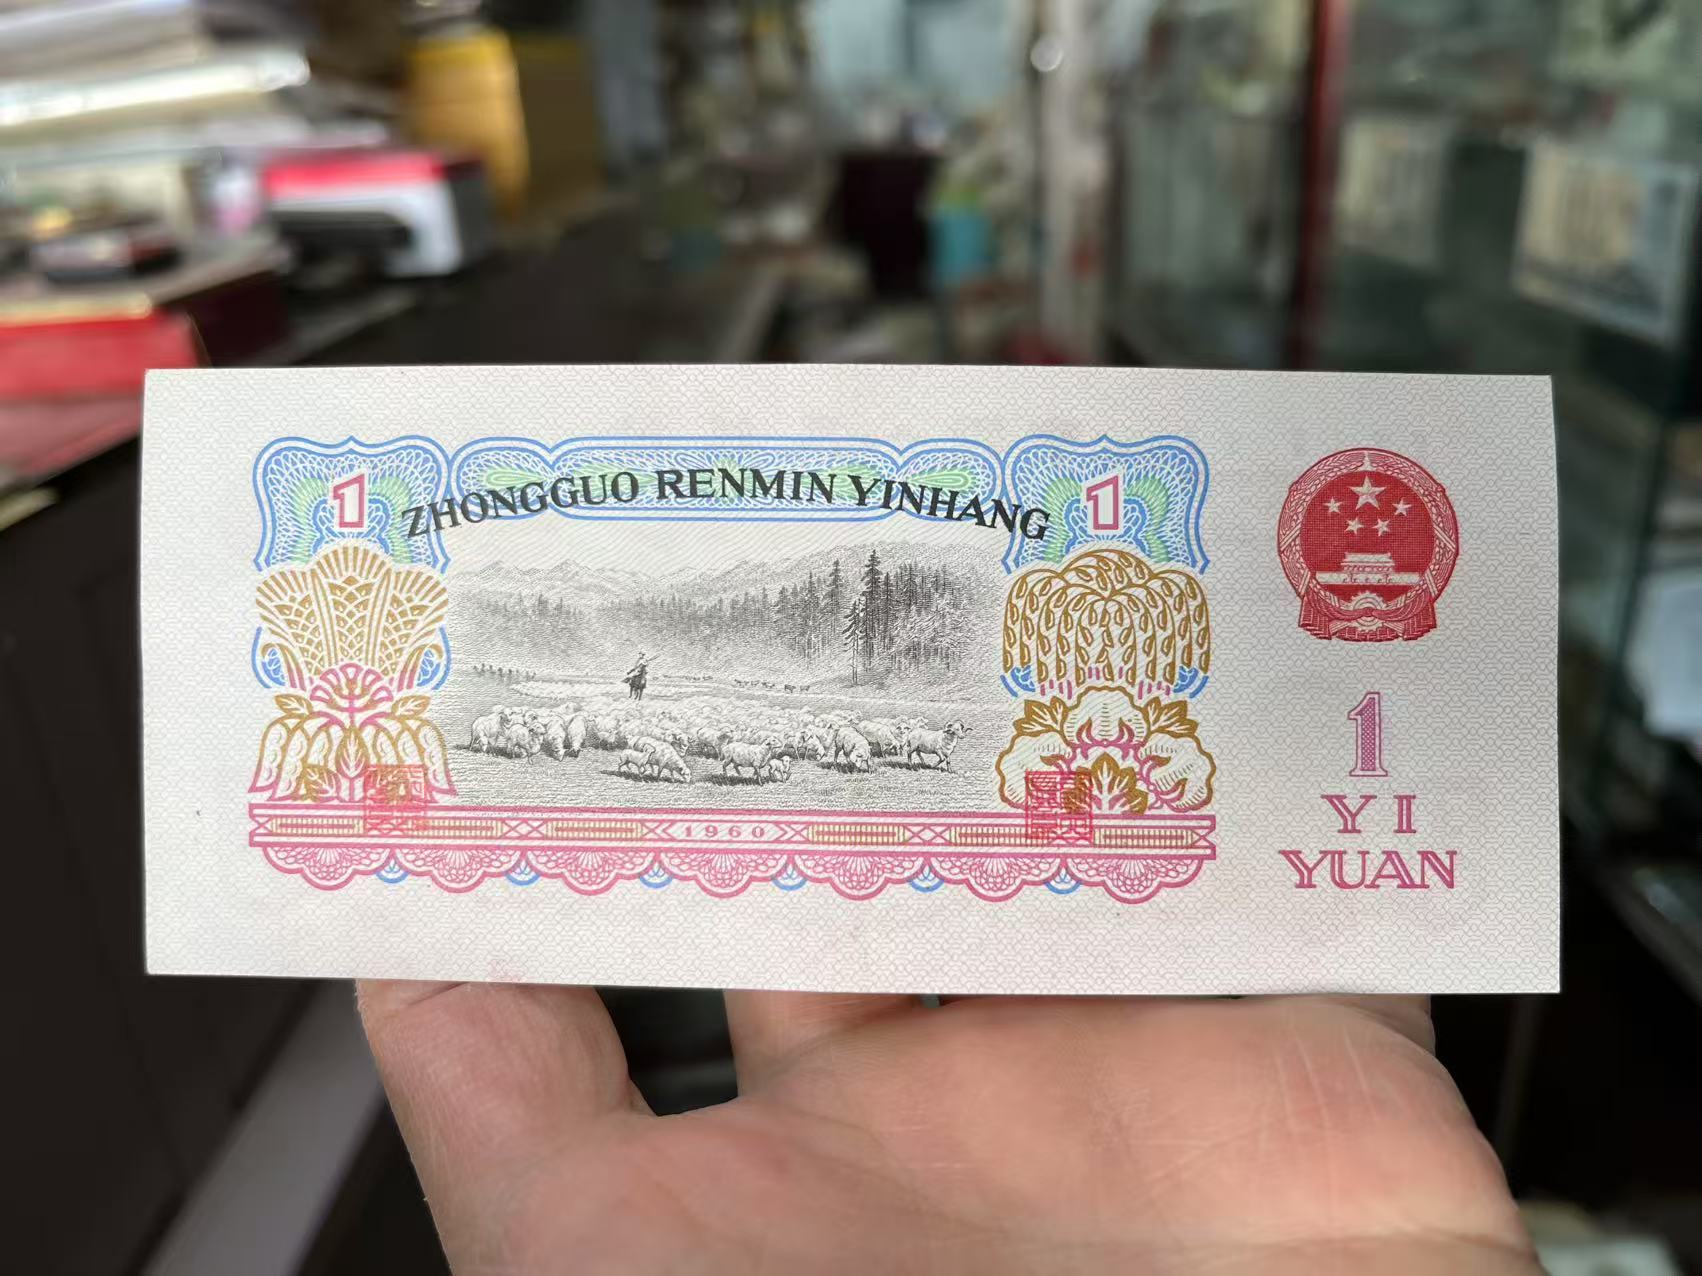 1 ZHONGGUO RENMIN YINHANG 1
1960
1
YI
YUAN